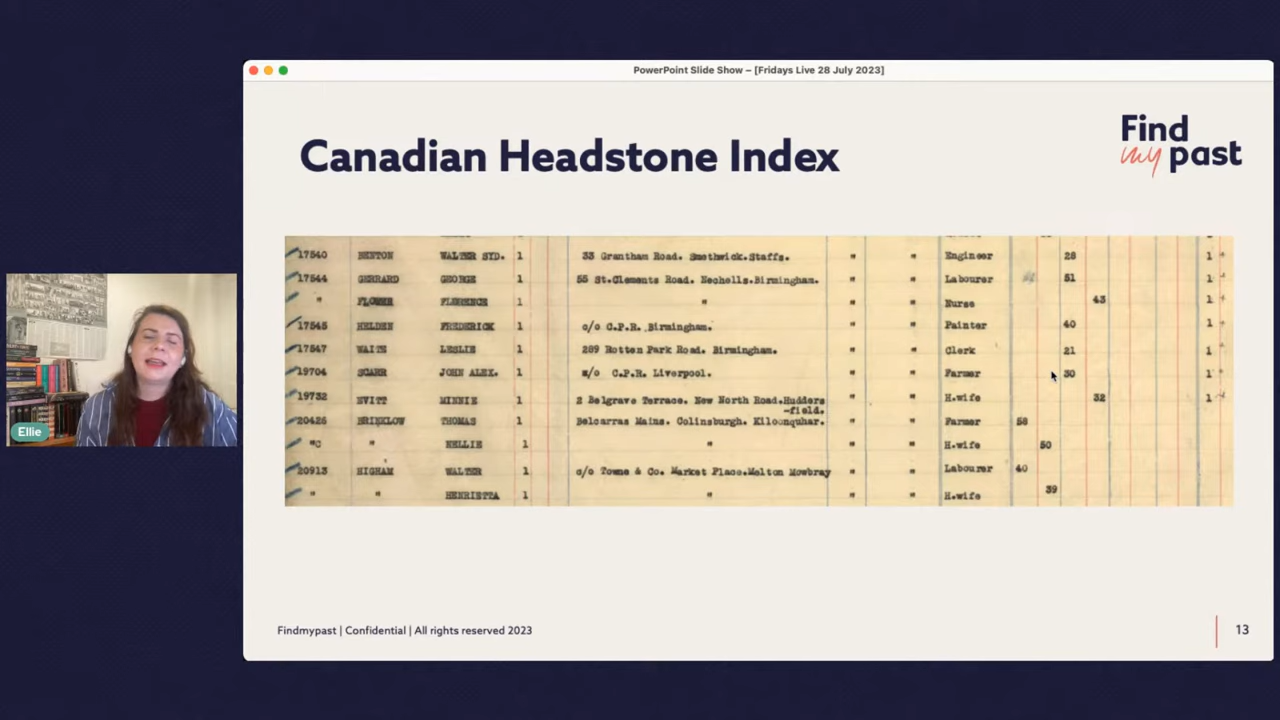 PowerPoint Slide Show – [Fridays Live 28 July 2023]
Canadian Headstone Index
Find my past
17540 BENTON WALTER SYD. 1 33 Grantham Road. Smethwick.Staffs. " " Engineer 28 1
17544 GERRARD GEORGE 1 55 St.Clements Road. Nechells.Birmingham. " " Labourer 51 1
" FLORENCE 1 " " " Nurse 43 1
17545 HELDEN FREDERICK 1 c/o C.P.R. Birmingham. " " Painter 40 1
17547 WAITE LESLIE 1 289 Rotten Park Road. Birmingham. " " Clerk 21 1
19704 SCARR JOHN ALEX. 1 C.P.R. Liverpool. " " Farmer 30 1
19732 MINNIE 1 2 Belgrave Terrace. New North Road.Hudders " " H.wife 32 1
-field.
20426 THOMAS 1 Belcarras Mains. Colinsburgh. Kilconquhar. " " Farmer 58
" NELLIE 1 " " " H.wife 50
20913 HIGHAM WALTER 1 c/o Towne & Co. Market Place.Melton Mowbray " " Labourer 40
" " HENRIETTA 1 " " " H.wife 39
Ellie
Findmypast | Confidential | All rights reserved 2023
13